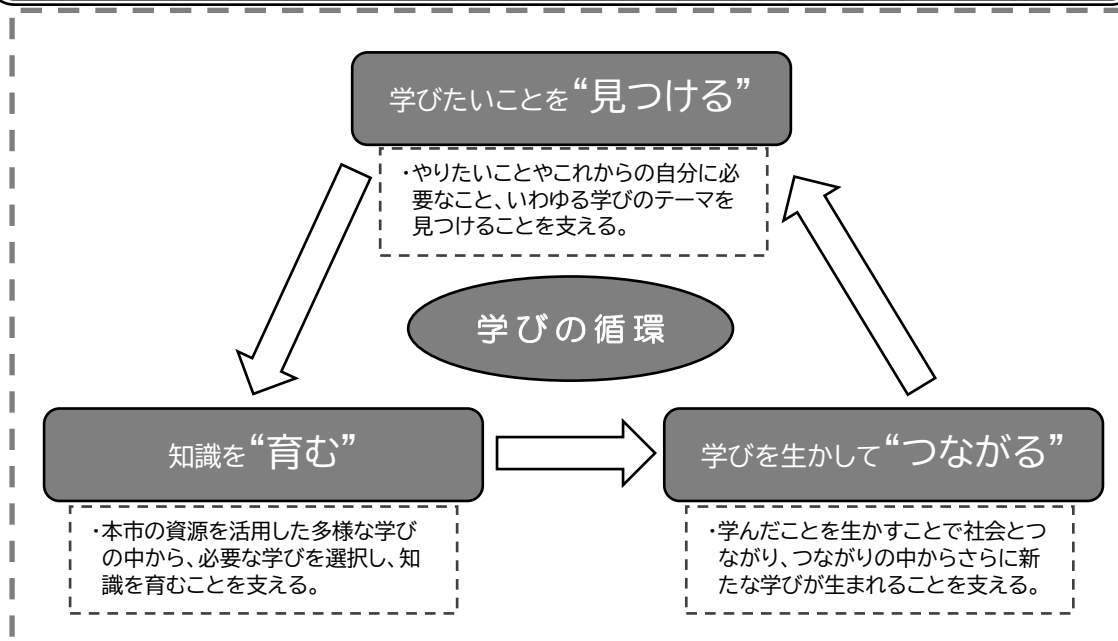 学びたいことを“見つける”
・やりたいことやこれからの自分に必
要なこと、いわゆる学びのテーマを
見つけることを支える。
学びの循環
知識を“育む”
・本市の資源を活用した多様な学び
の中から、必要な学びを選択し、知
識を育むことを支える。
学びを生かして“つながる”
・学んだことを生かすことで社会とつ
ながり、つながりの中からさらに新
たな学びが生まれることを支える。